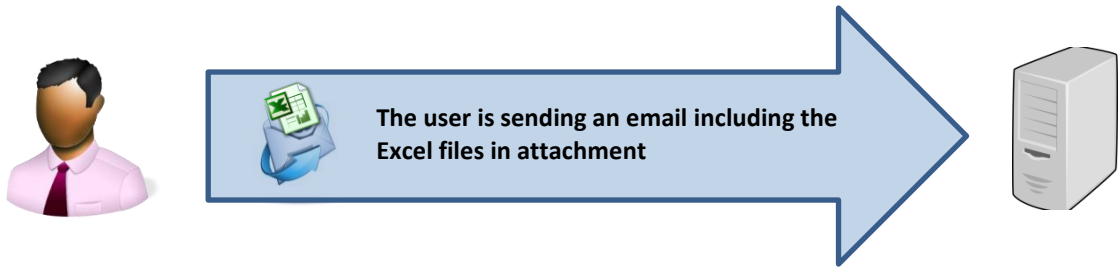 The user is sending an email including the
Excel files in attachment